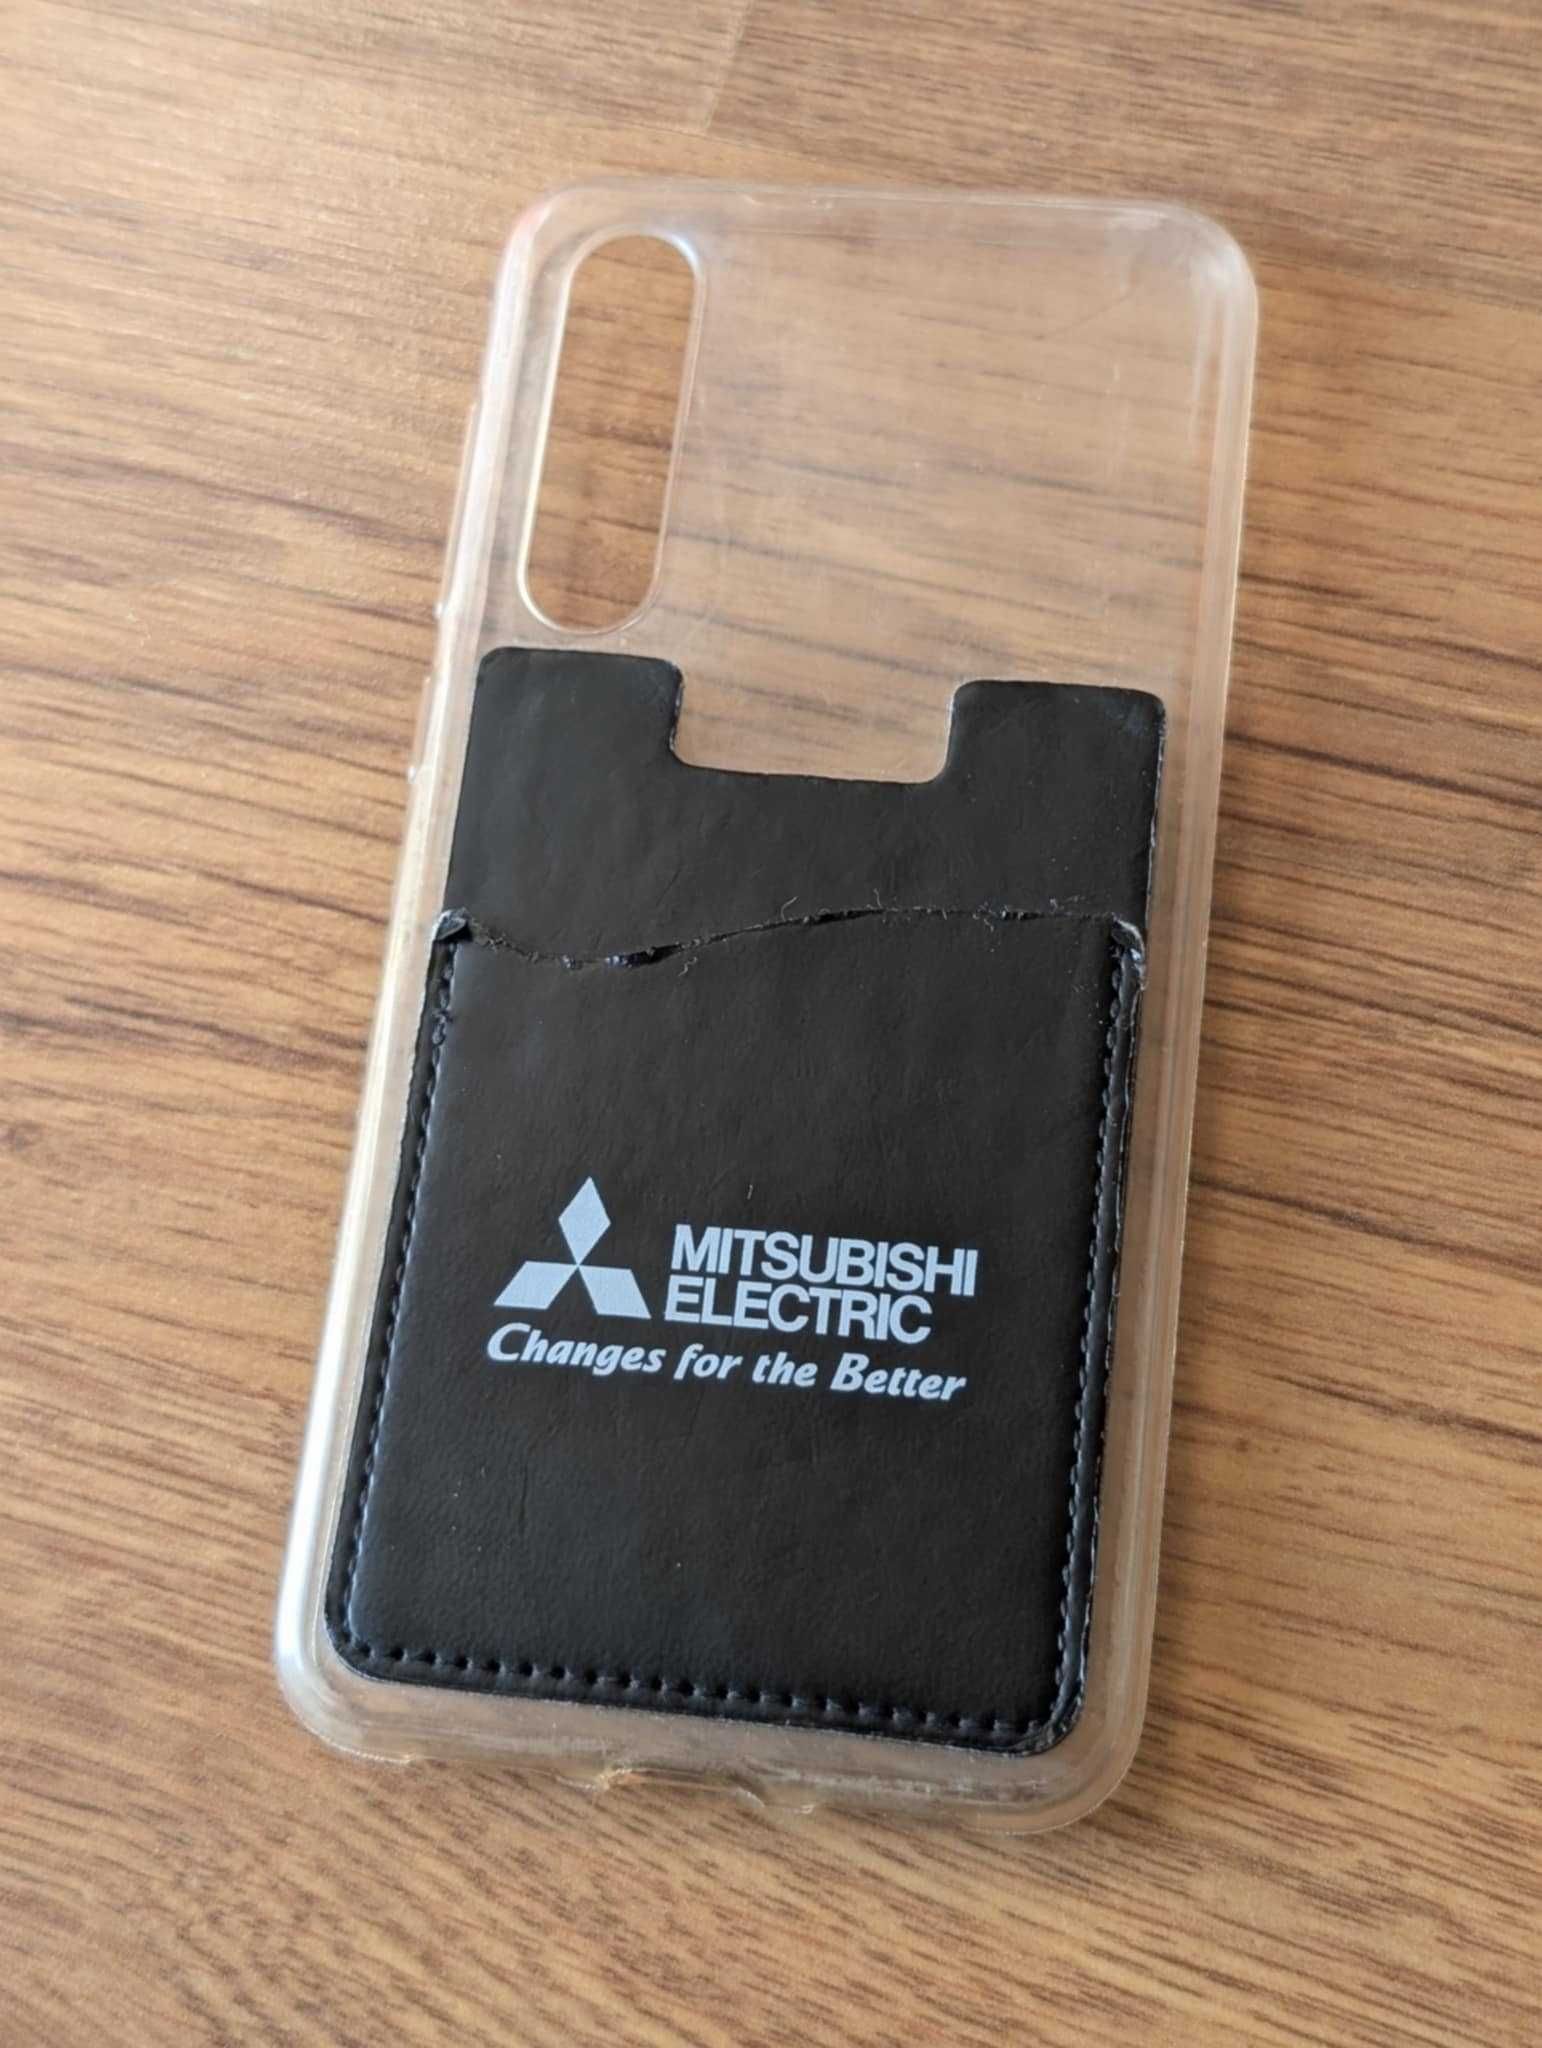 MITSUBISHI
ELECTRIC
Changes for the Better